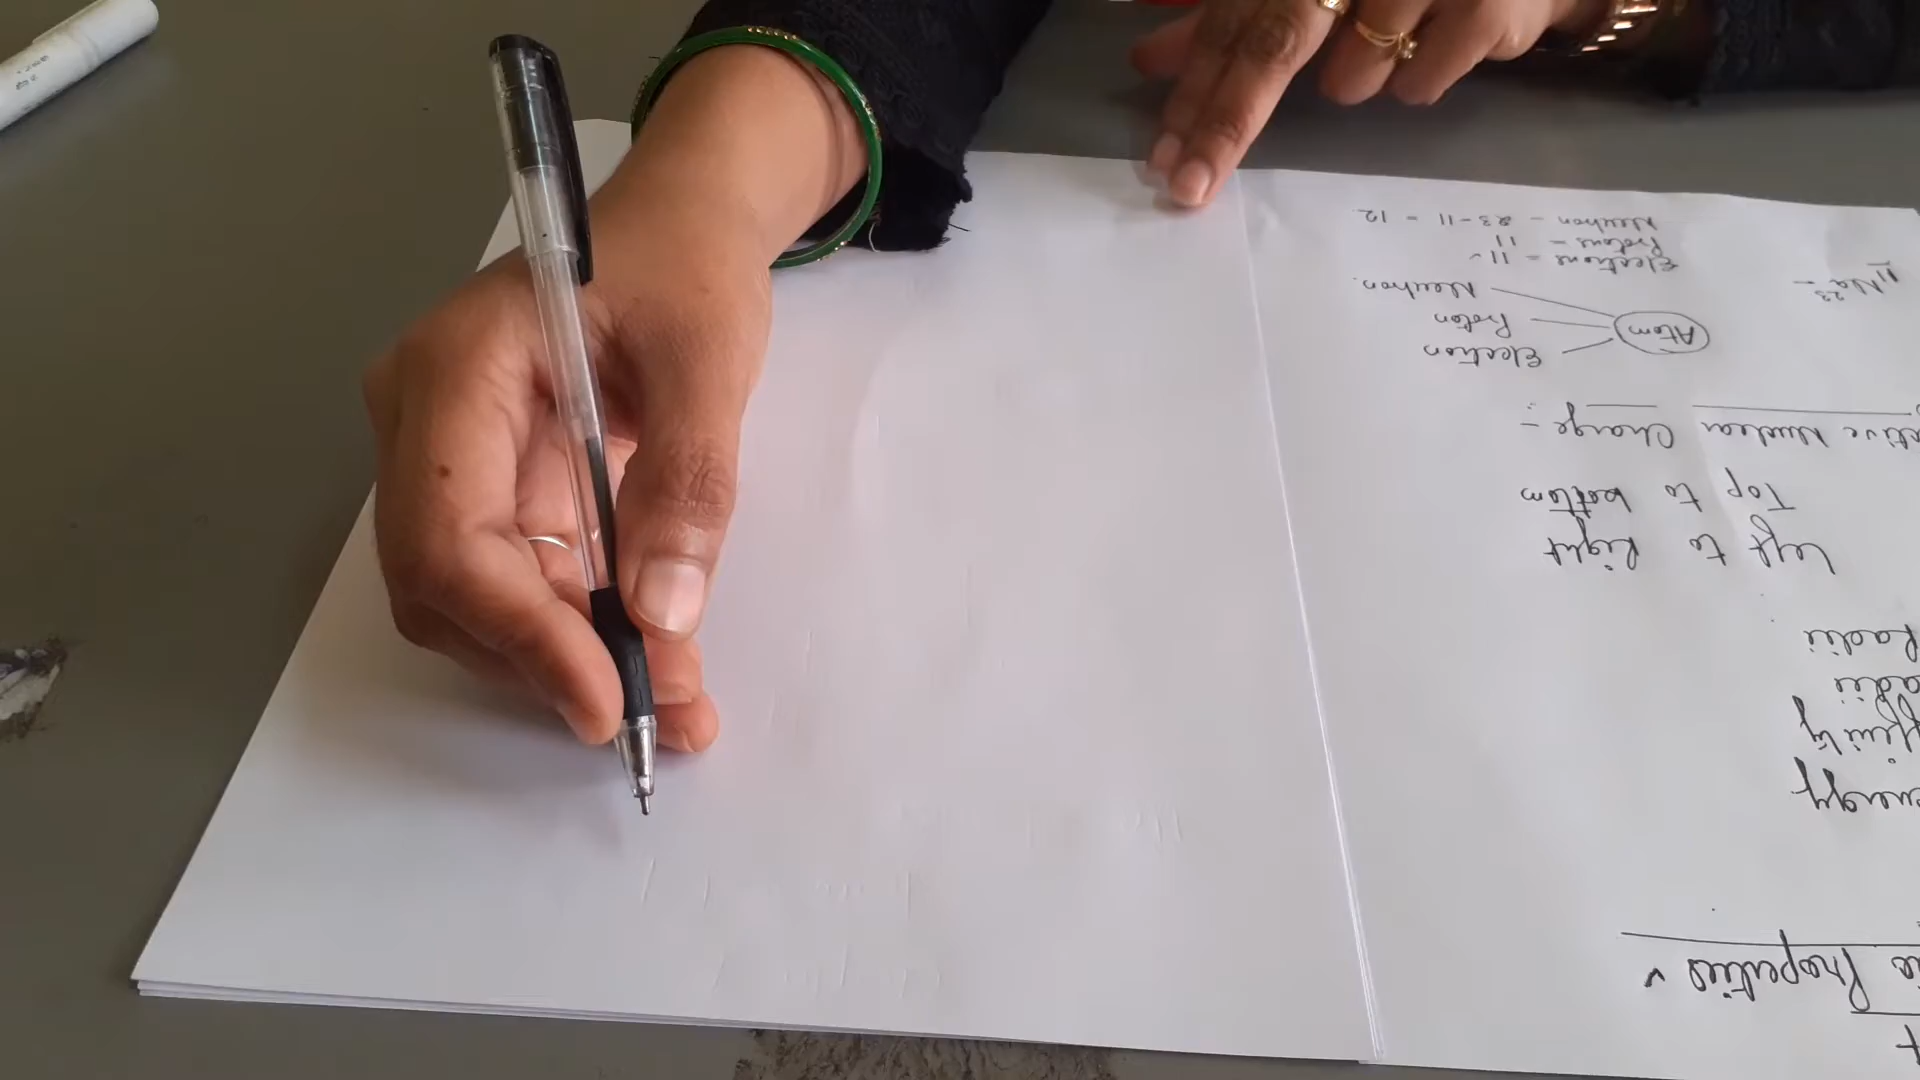 Properties ✓
Radii
Left to Right
Top to bottom
Nuclear Charge :-
Atom
Electron
Proton
Neutron.
₁₁Na²³ -
Electrons = 11
Protons = 11
Neutron - 23-11 = 12